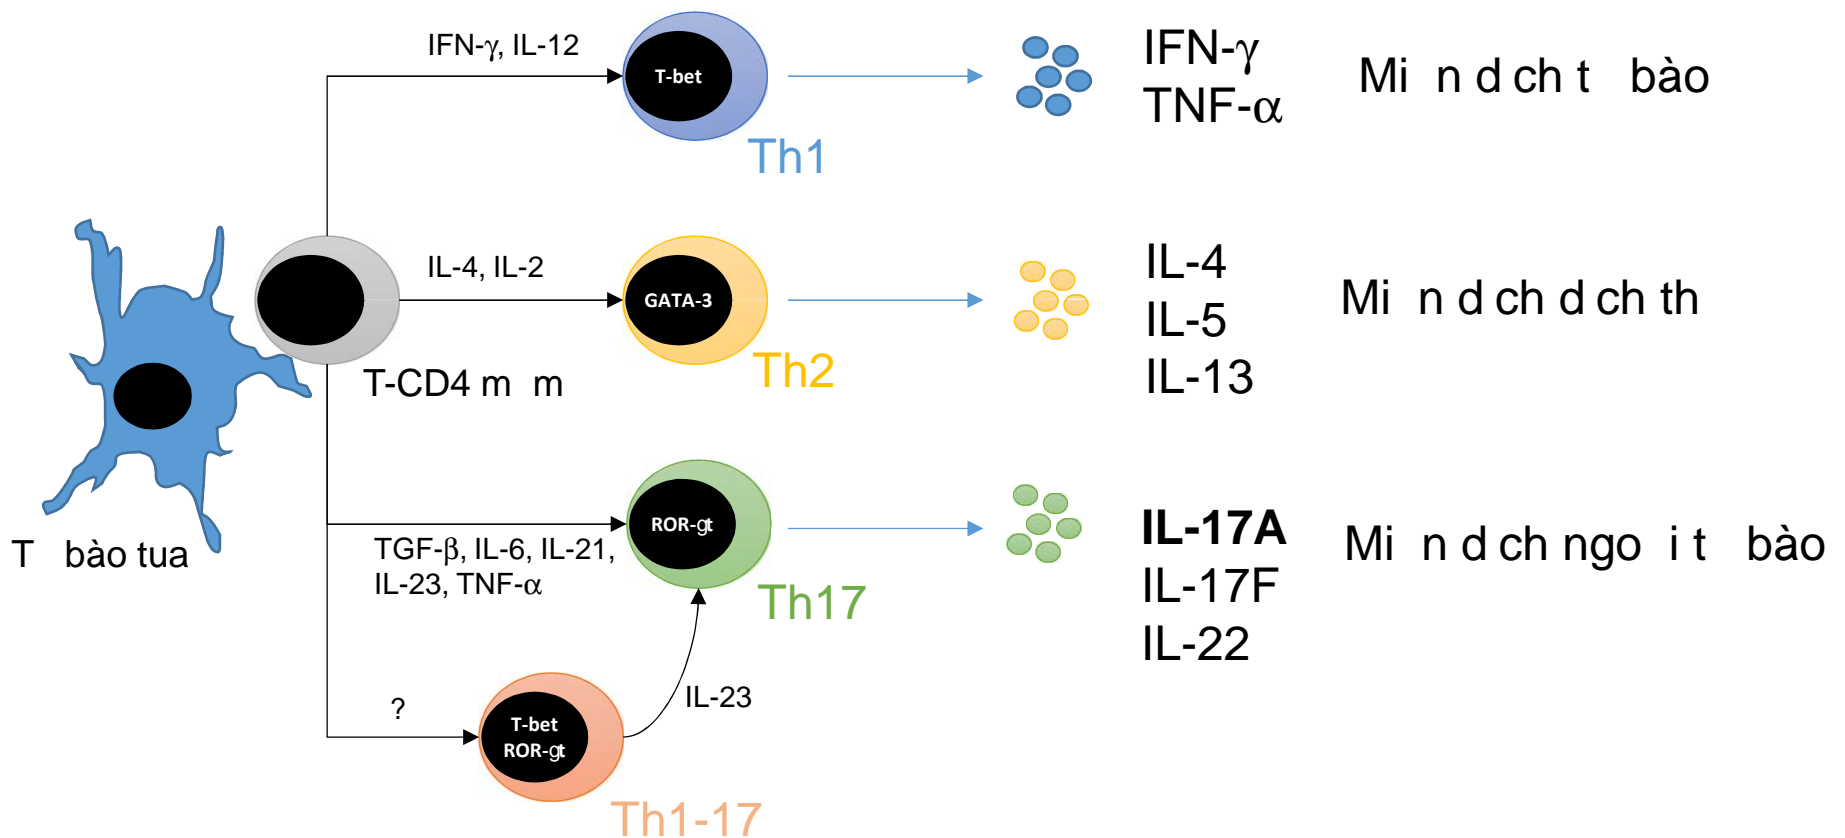 IFN-γ, IL-12
T-bet
Th1
IFN-γ
TNF-α
Mi n d ch t bào
IL-4, IL-2
GATA-3
Th2
IL-4
IL-5
IL-13
Mi n d ch d ch th
T-CD4 m m
T bào tua
TGF-β, IL-6, IL-21,
IL-23, TNF-α
ROR-gt
Th17
IL-17A
IL-17F
IL-22
Mi n d ch ngo i t bào
?
T-bet
ROR-gt
IL-23
Th1-17